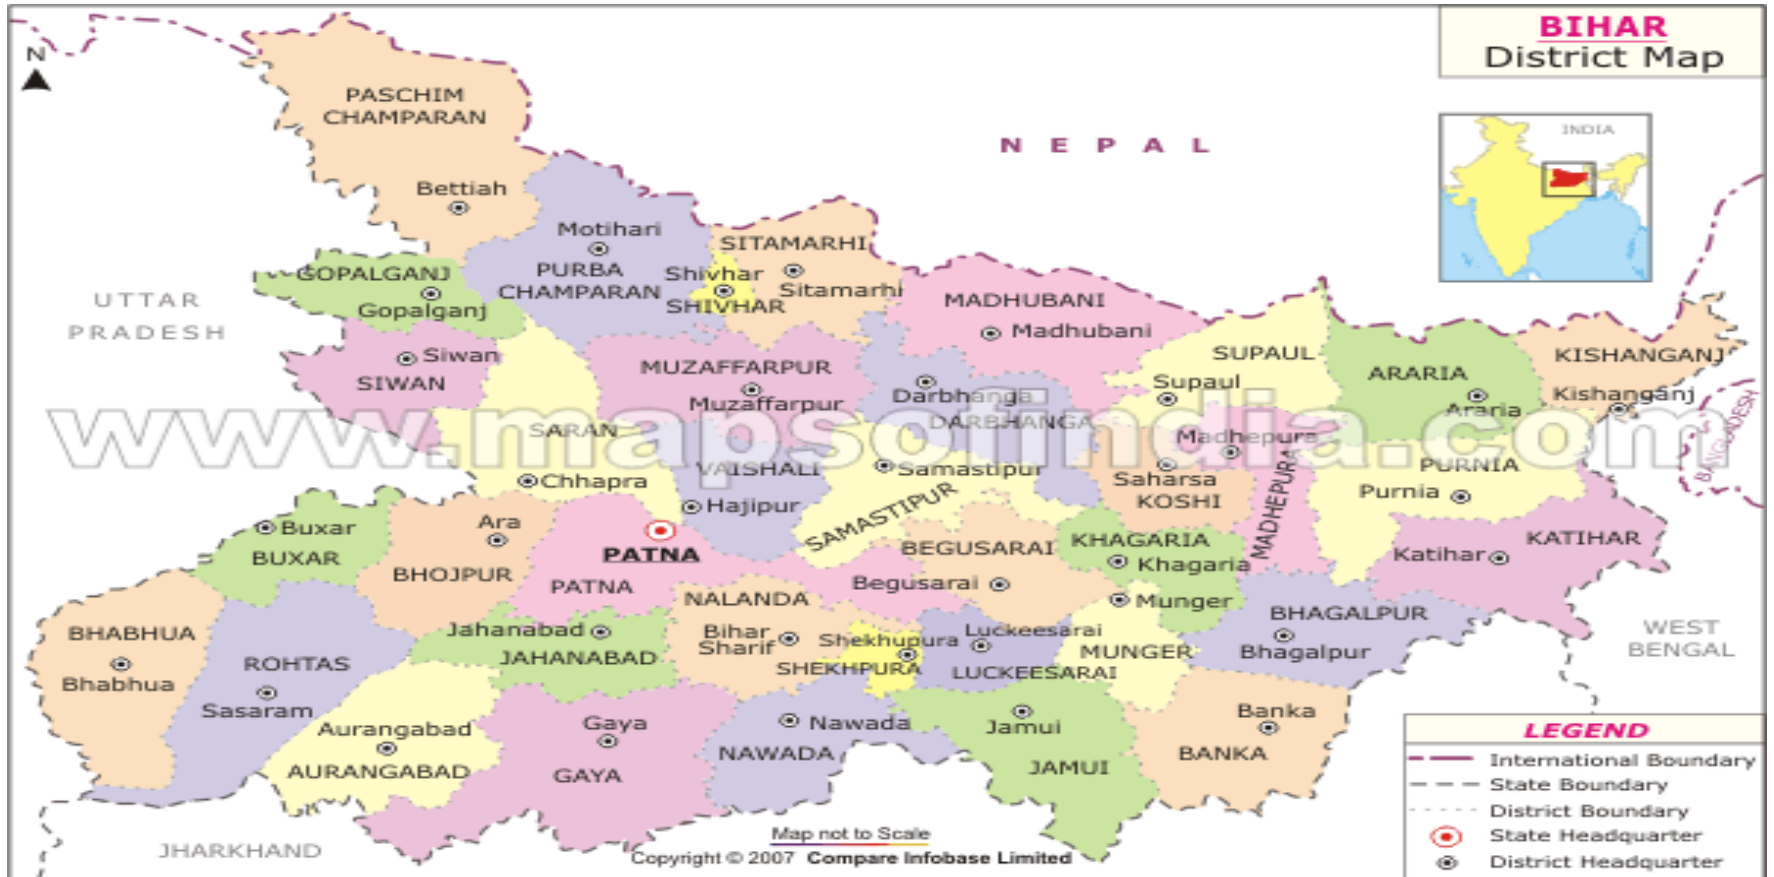 BIHAR
District Map
N
PASCHIM
CHAMPARAN
NEPAL
INDIA
Bettiah
Motihari
PURBA
CHAMPARAN
SITAMARHI
Shivhar
SHIVHAR
Sitamarhi
GOPALGANJ
Gopalganj
UTTAR
PRADESH
MADHUBANI
Madhubani
Siwan
SIWAN
MUZAFFARPUR
Muzaffarpur
Darbhanga
DARBHANGA
SUPAUL
Supaul
ARARIA
Araria
KISHANGANJ
Kishanganj
BANGLADESH
www.mapsofindia.com
SARAN
Chhapra
VAISHALI
Hajipur
Samastipur
SAMASTIPUR
Madhepura
MADHEPURA
Saharsa
KOSHI
PURNIA
Purnia
Buxar
BUXAR
Ara
BHOJPUR
PATNA
PATNA
BEGUSARAI
Begusarai
KHAGARIA
Khagaria
Katihar
KATIHAR
NALANDA
Bihar
Sharif
Munger
MUNGER
BHAGALPUR
Bhagalpur
WEST
BENGAL
BHABHUA
Bhabhua
ROHTAS
Sasaram
Jahanabad
JAHANABAD
Shekhupura
SHEKHPURA
Luckeesarai
LUCKEESARAI
Aurangabad
AURANGABAD
Gaya
GAYA
Nawada
NAWADA
Jamui
JAMUI
Banka
BANKA
JHARKHAND
LEGEND
International Boundary
State Boundary
District Boundary
State Headquarter
District Headquarter
Map not to Scale
Copyright © 2007 Compare Infobase Limited